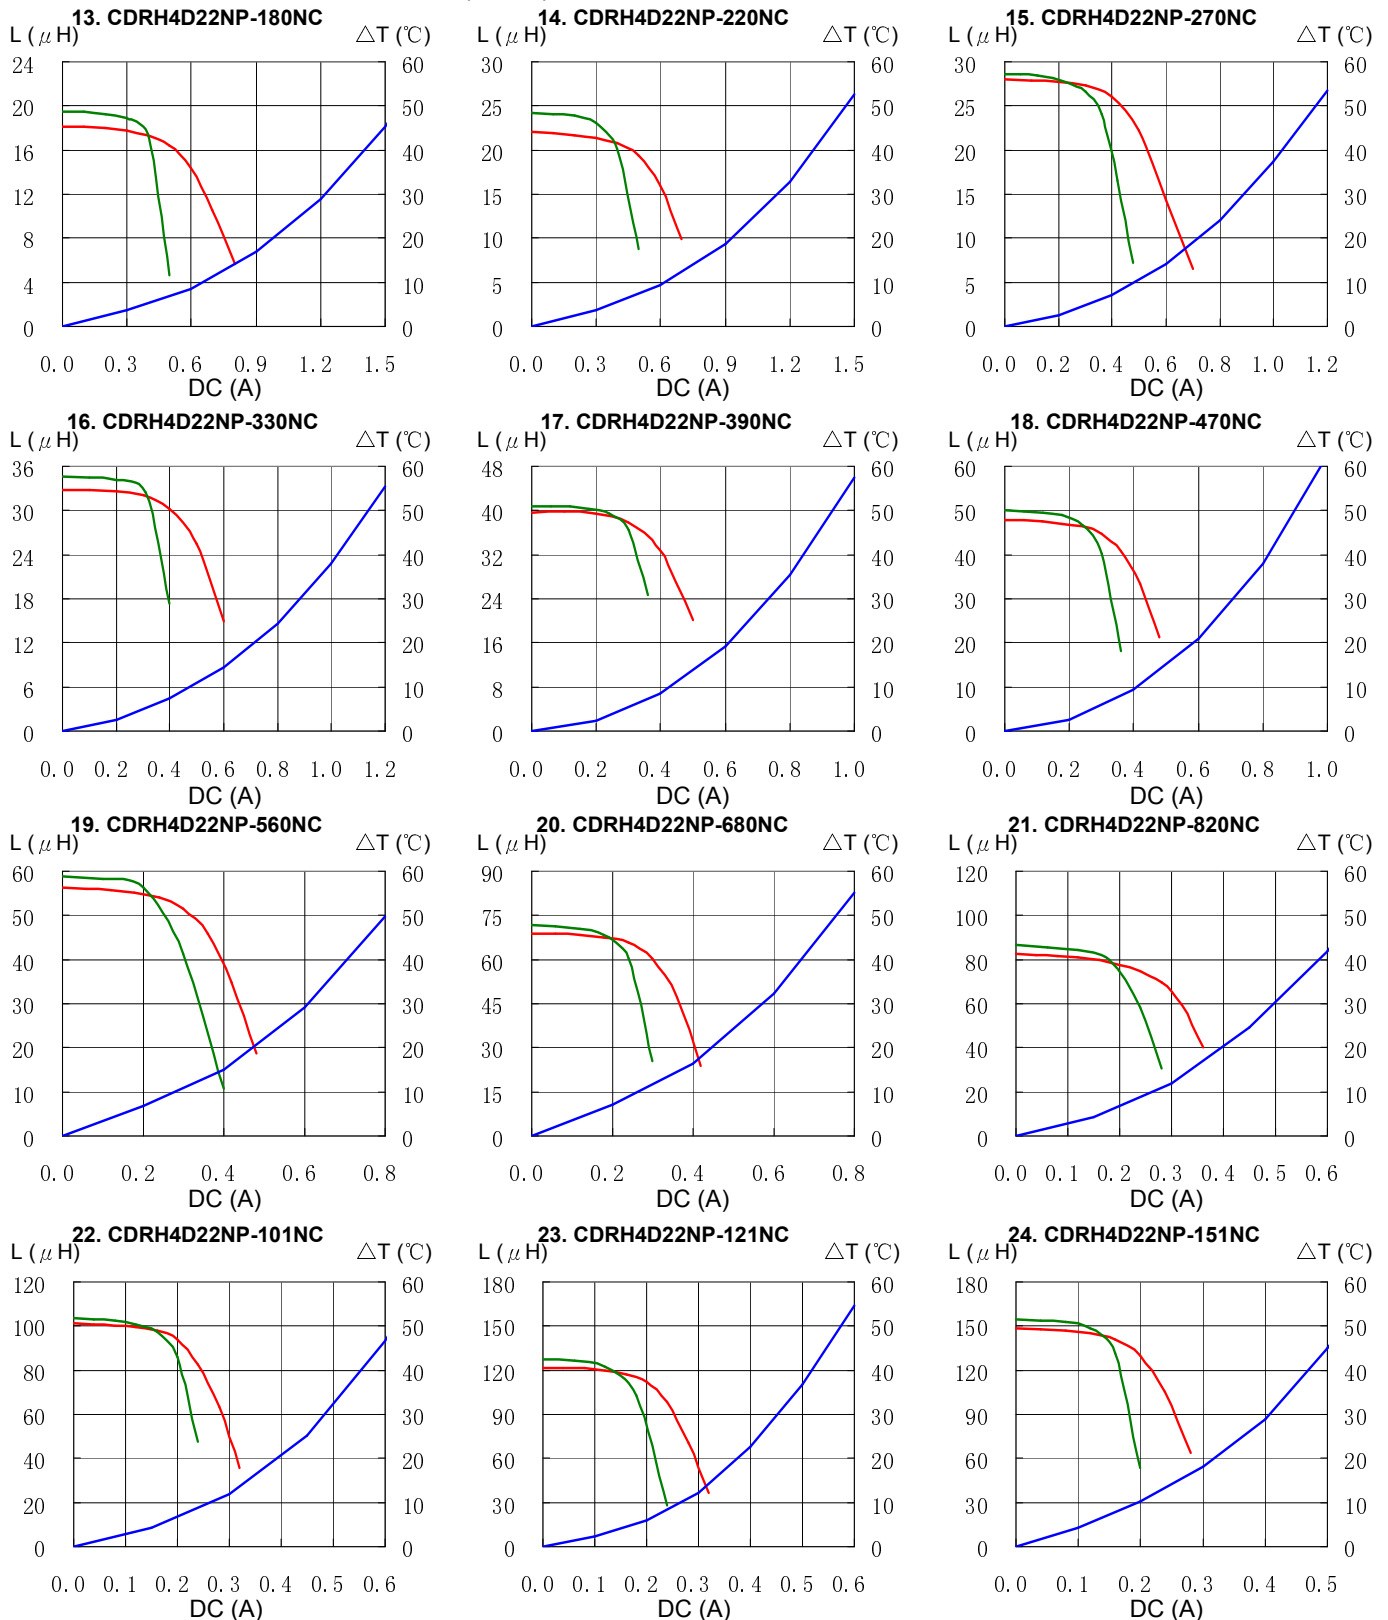 13. CDRH4D22NP-180NC
L (μH) △T (℃)
24 60
20 50
16 40
12 30
8 20
4 10
0 0
0.0 0.3 0.6 0.9 1.2 1.5
DC (A)
14. CDRH4D22NP-220NC
L (μH) △T (℃)
30 60
25 50
20 40
15 30
10 20
5 10
0 0
0.0 0.3 0.6 0.9 1.2 1.5
DC (A)
15. CDRH4D22NP-270NC
L (μH) △T (℃)
30 60
25 50
20 40
15 30
10 20
5 10
0 0
0.0 0.2 0.4 0.6 0.8 1.0 1.2
DC (A)
16. CDRH4D22NP-330NC
L (μH) △T (℃)
36 60
30 50
24 40
18 30
12 20
6 10
0 0
0.0 0.2 0.4 0.6 0.8 1.0 1.2
DC (A)
17. CDRH4D22NP-390NC
L (μH) △T (℃)
48 60
40 50
32 40
24 30
16 20
8 10
0 0
0.0 0.2 0.4 0.6 0.8 1.0
DC (A)
18. CDRH4D22NP-470NC
L (μH) △T (℃)
60 60
50 50
40 40
30 30
20 20
10 10
0 0
0.0 0.2 0.4 0.6 0.8 1.0
DC (A)
19. CDRH4D22NP-560NC
L (μH) △T (℃)
60 60
50 50
40 40
30 30
20 20
10 10
0 0
0.0 0.2 0.4 0.6 0.8
DC (A)
20. CDRH4D22NP-680NC
L (μH) △T (℃)
90 60
75 50
60 40
45 30
30 20
15 10
0 0
0.0 0.2 0.4 0.6 0.8
DC (A)
21. CDRH4D22NP-820NC
L (μH) △T (℃)
120 60
100 50
80 40
60 30
40 20
20 10
0 0
0.0 0.1 0.2 0.3 0.4 0.5 0.6
DC (A)
22. CDRH4D22NP-101NC
L (μH) △T (℃)
120 60
100 50
80 40
60 30
40 20
20 10
0 0
0.0 0.1 0.2 0.3 0.4 0.5 0.6
DC (A)
23. CDRH4D22NP-121NC
L (μH) △T (℃)
180 60
150 50
120 40
90 30
60 20
30 10
0 0
0.0 0.1 0.2 0.3 0.4 0.5 0.6
DC (A)
24. CDRH4D22NP-151NC
L (μH) △T (℃)
180 60
150 50
120 40
90 30
60 20
30 10
0 0
0.0 0.1 0.2 0.3 0.4 0.5
DC (A)